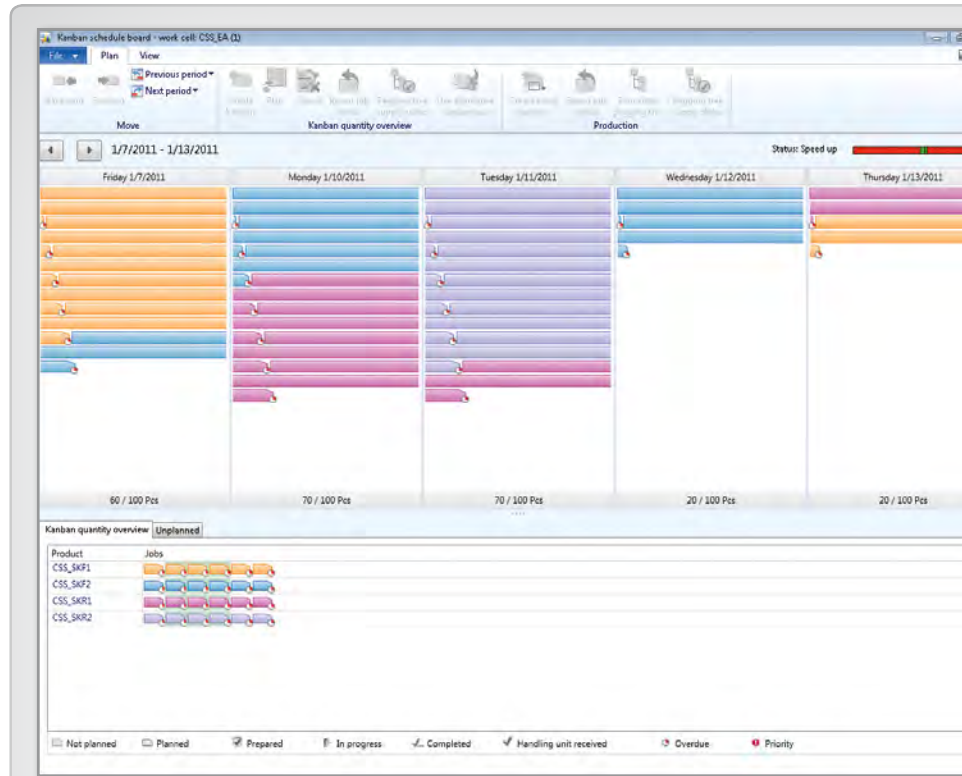 Kanban schedule board - work cell: CSS_EA (1)
File Plan View
Previous period
Next period
Move Kanban quantity overview Production
1/7/2011 - 1/13/2011 Status: Speed up
Friday 1/7/2011 Monday 1/10/2011 Tuesday 1/11/2011 Wednesday 1/12/2011 Thursday 1/13/2011
60 / 100 Pcs 70 / 100 Pcs 70 / 100 Pcs 20 / 100 Pcs 20 / 100 Pcs
Kanban quantity overview Unplanned
Product Jobs
CSS_SKF1
CSS_SKF2
CSS_SKR1
CSS_SKR2
Not planned Planned Prepared In progress Completed Handling unit received Overdue Priority